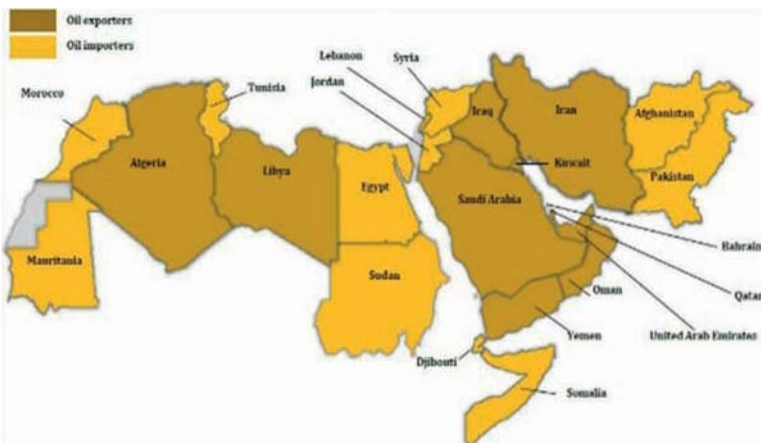 Oil exporters
Oil importers
Lebanon
Syria
Jordan
Morocco
Tunisia
Iraq
Iran
Afghanistan
Algeria
Libya
Kuwait
Pakistan
Egypt
Saudi Arabia
Bahrain
Mauritania
Sudan
Oman
Qatar
Yemen
United Arab Emirates
Djibouti
Somalia